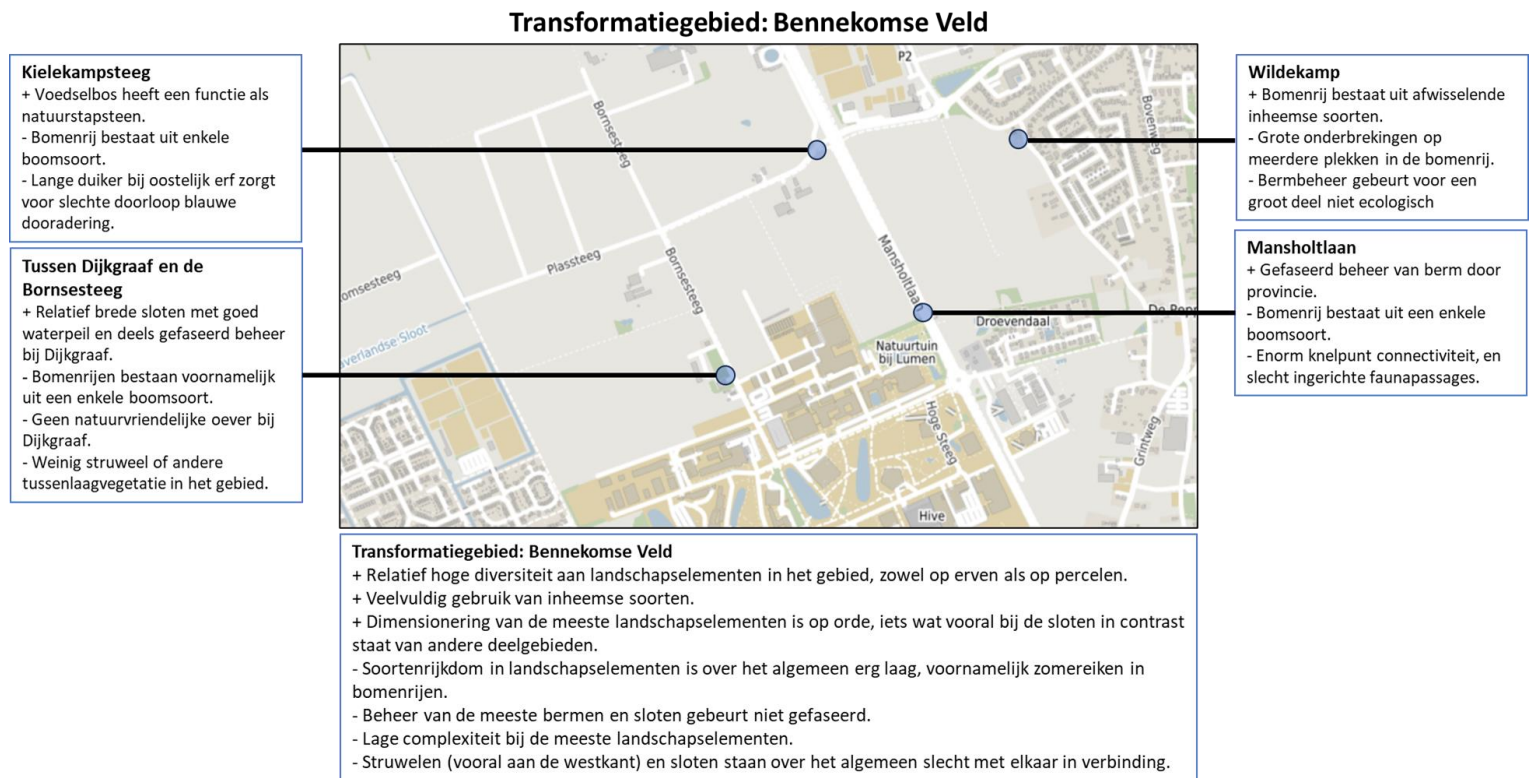 Transformatiegebied: Bennekomse Veld
Kielekampsteeg
+ Voedselbos heeft een functie als
natuurstapsteen.
- Bomenrij bestaat uit enkele
boomsoort.
- Lange duiker bij oostelijk erf zorgt
voor slechte doorloop blauwe
dooradering.
Tussen Dijkgraaf en de
Bornsesteeg
+ Relatief brede sloten met goed
waterpeil en deels gefaseerd beheer
bij Dijkgraaf.
- Bomenrijen bestaan voornamelijk
uit een enkele boomsoort.
- Geen natuurvriendelijke oever bij
Dijkgraaf.
- Weinig struweel of andere
tussenlaagvegetatie in het gebied.
P2
Bornsesteeg
Bovenweg
Plassteeg
Bornsesteeg
Mansholtlaan
omsesteeg
averlandse Sloot
Droevendaal
Natuurtuin
bij Lumen
Hoge Steeg
Grintweg
Hive
Wildekamp
+ Bomenrij bestaat uit afwisselende
inheemse soorten.
- Grote onderbrekingen op
meerdere plekken in de bomenrij.
- Bermbeheer gebeurt voor een
groot deel niet ecologisch
Mansholtlaan
+ Gefaseerd beheer van berm door
provincie.
- Bomenrij bestaat uit een enkele
boomsoort.
- Enorm knelpunt connectiviteit, en
slecht ingerichte faunapassages.
Transformatiegebied: Bennekomse Veld
+ Relatief hoge diversiteit aan landschapselementen in het gebied, zowel op erven als op percelen.
+ Veelvuldig gebruik van inheemse soorten.
+ Dimensionering van de meeste landschapselementen is op orde, iets wat vooral bij de sloten in contrast
staat van andere deelgebieden.
- Soortenrijkdom in landschapselementen is over het algemeen erg laag, voornamelijk zomereiken in
bomenrijen.
- Beheer van de meeste bermen en sloten gebeurt niet gefaseerd.
- Lage complexiteit bij de meeste landschapselementen.
- Struwelen (vooral aan de westkant) en sloten staan over het algemeen slecht met elkaar in verbinding.